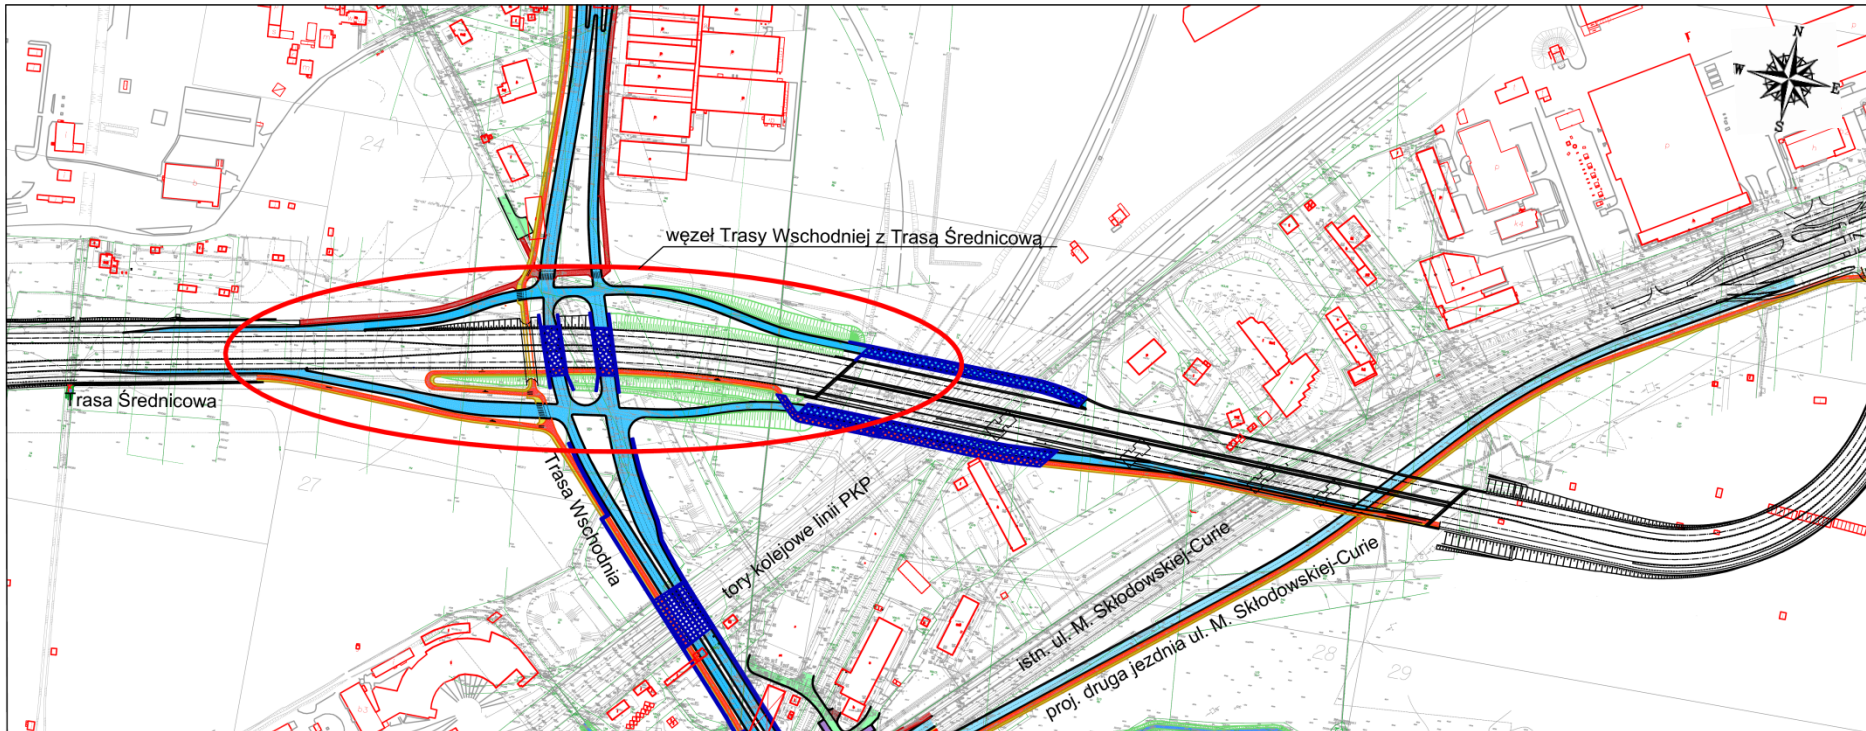 N
W
E
S
24
węzeł Trasy Wschodniej z Trasą Średnicową
Trasa Średnicowa
27
Trasa Wschodnia
tory kolejowe linii PKP
istn. ul. M. Skłodowskiej-Curie
proj. druga jezdnia ul. M. Skłodowskiej-Curie
28
29